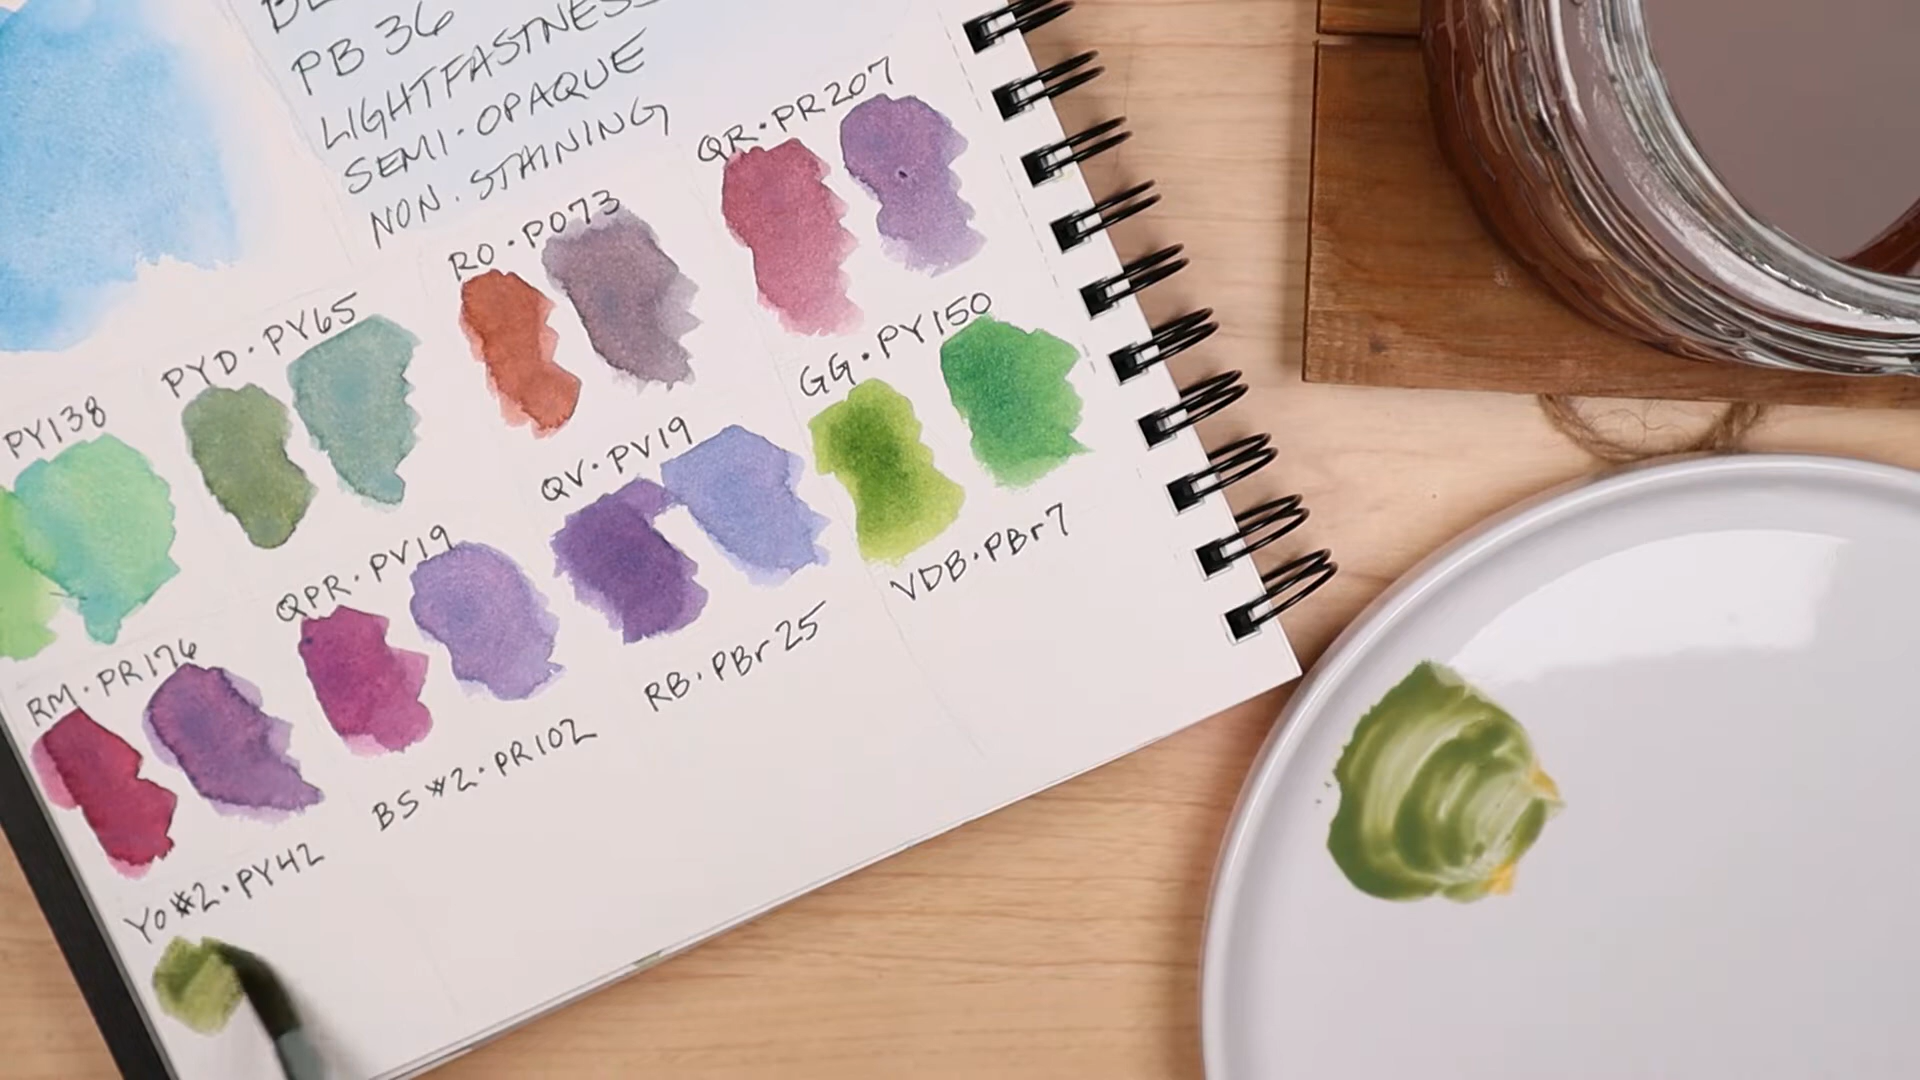 PB 36
LIGHTFASTNESS
SEMI·OPAQUE
NON·STAINING
QR·PR207
RO·PO73
PYD·PY65
PY138
GG·PY150
QV·PV19
QPR·PV19
RM·PR176
VDB·PBr7
RB·PBr25
BS#2·PR102
YO#2·PY42